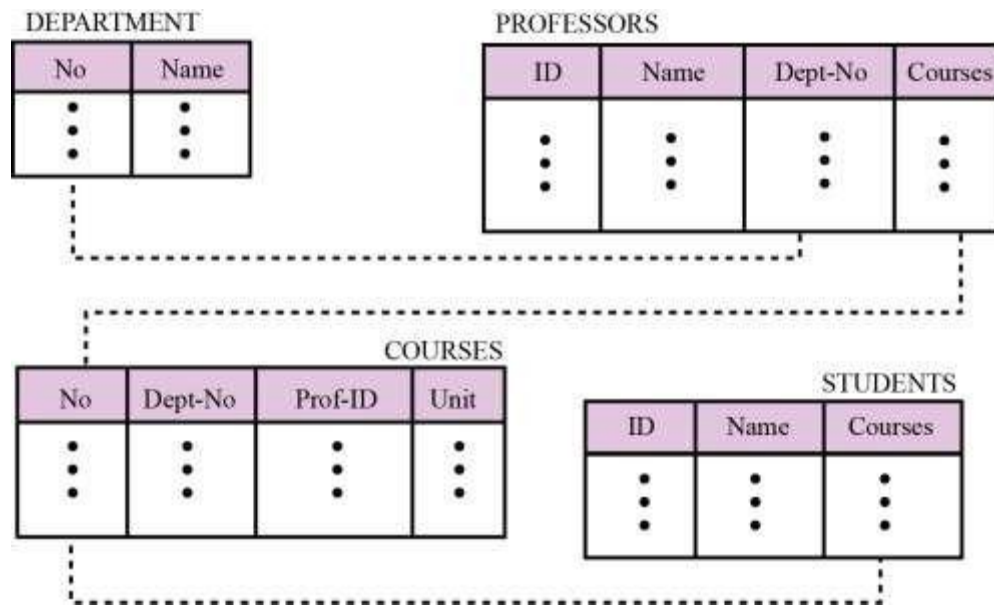 DEPARTMENT
No Name
PROFESSORS
ID Name Dept-No Courses
COURSES
No Dept-No Prof-ID Unit
STUDENTS
ID Name Courses